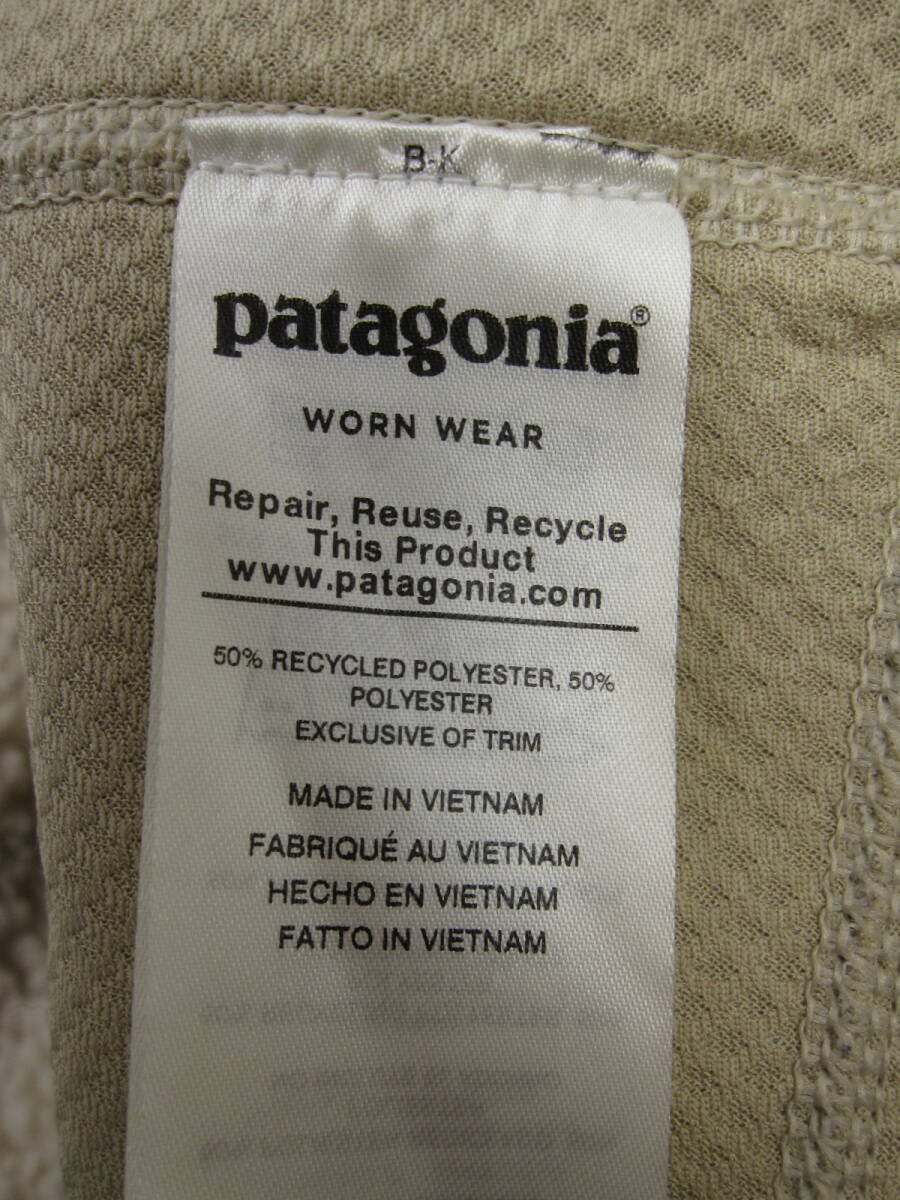 B-K
patagonia®
WORN WEAR
Repair, Reuse, Recycle
This Product
www.patagonia.com
50% RECYCLED POLYESTER, 50%
POLYESTER
EXCLUSIVE OF TRIM
MADE IN VIETNAM
FABRIQUÉ AU VIETNAM
HECHO EN VIETNAM
FATTO IN VIETNAM